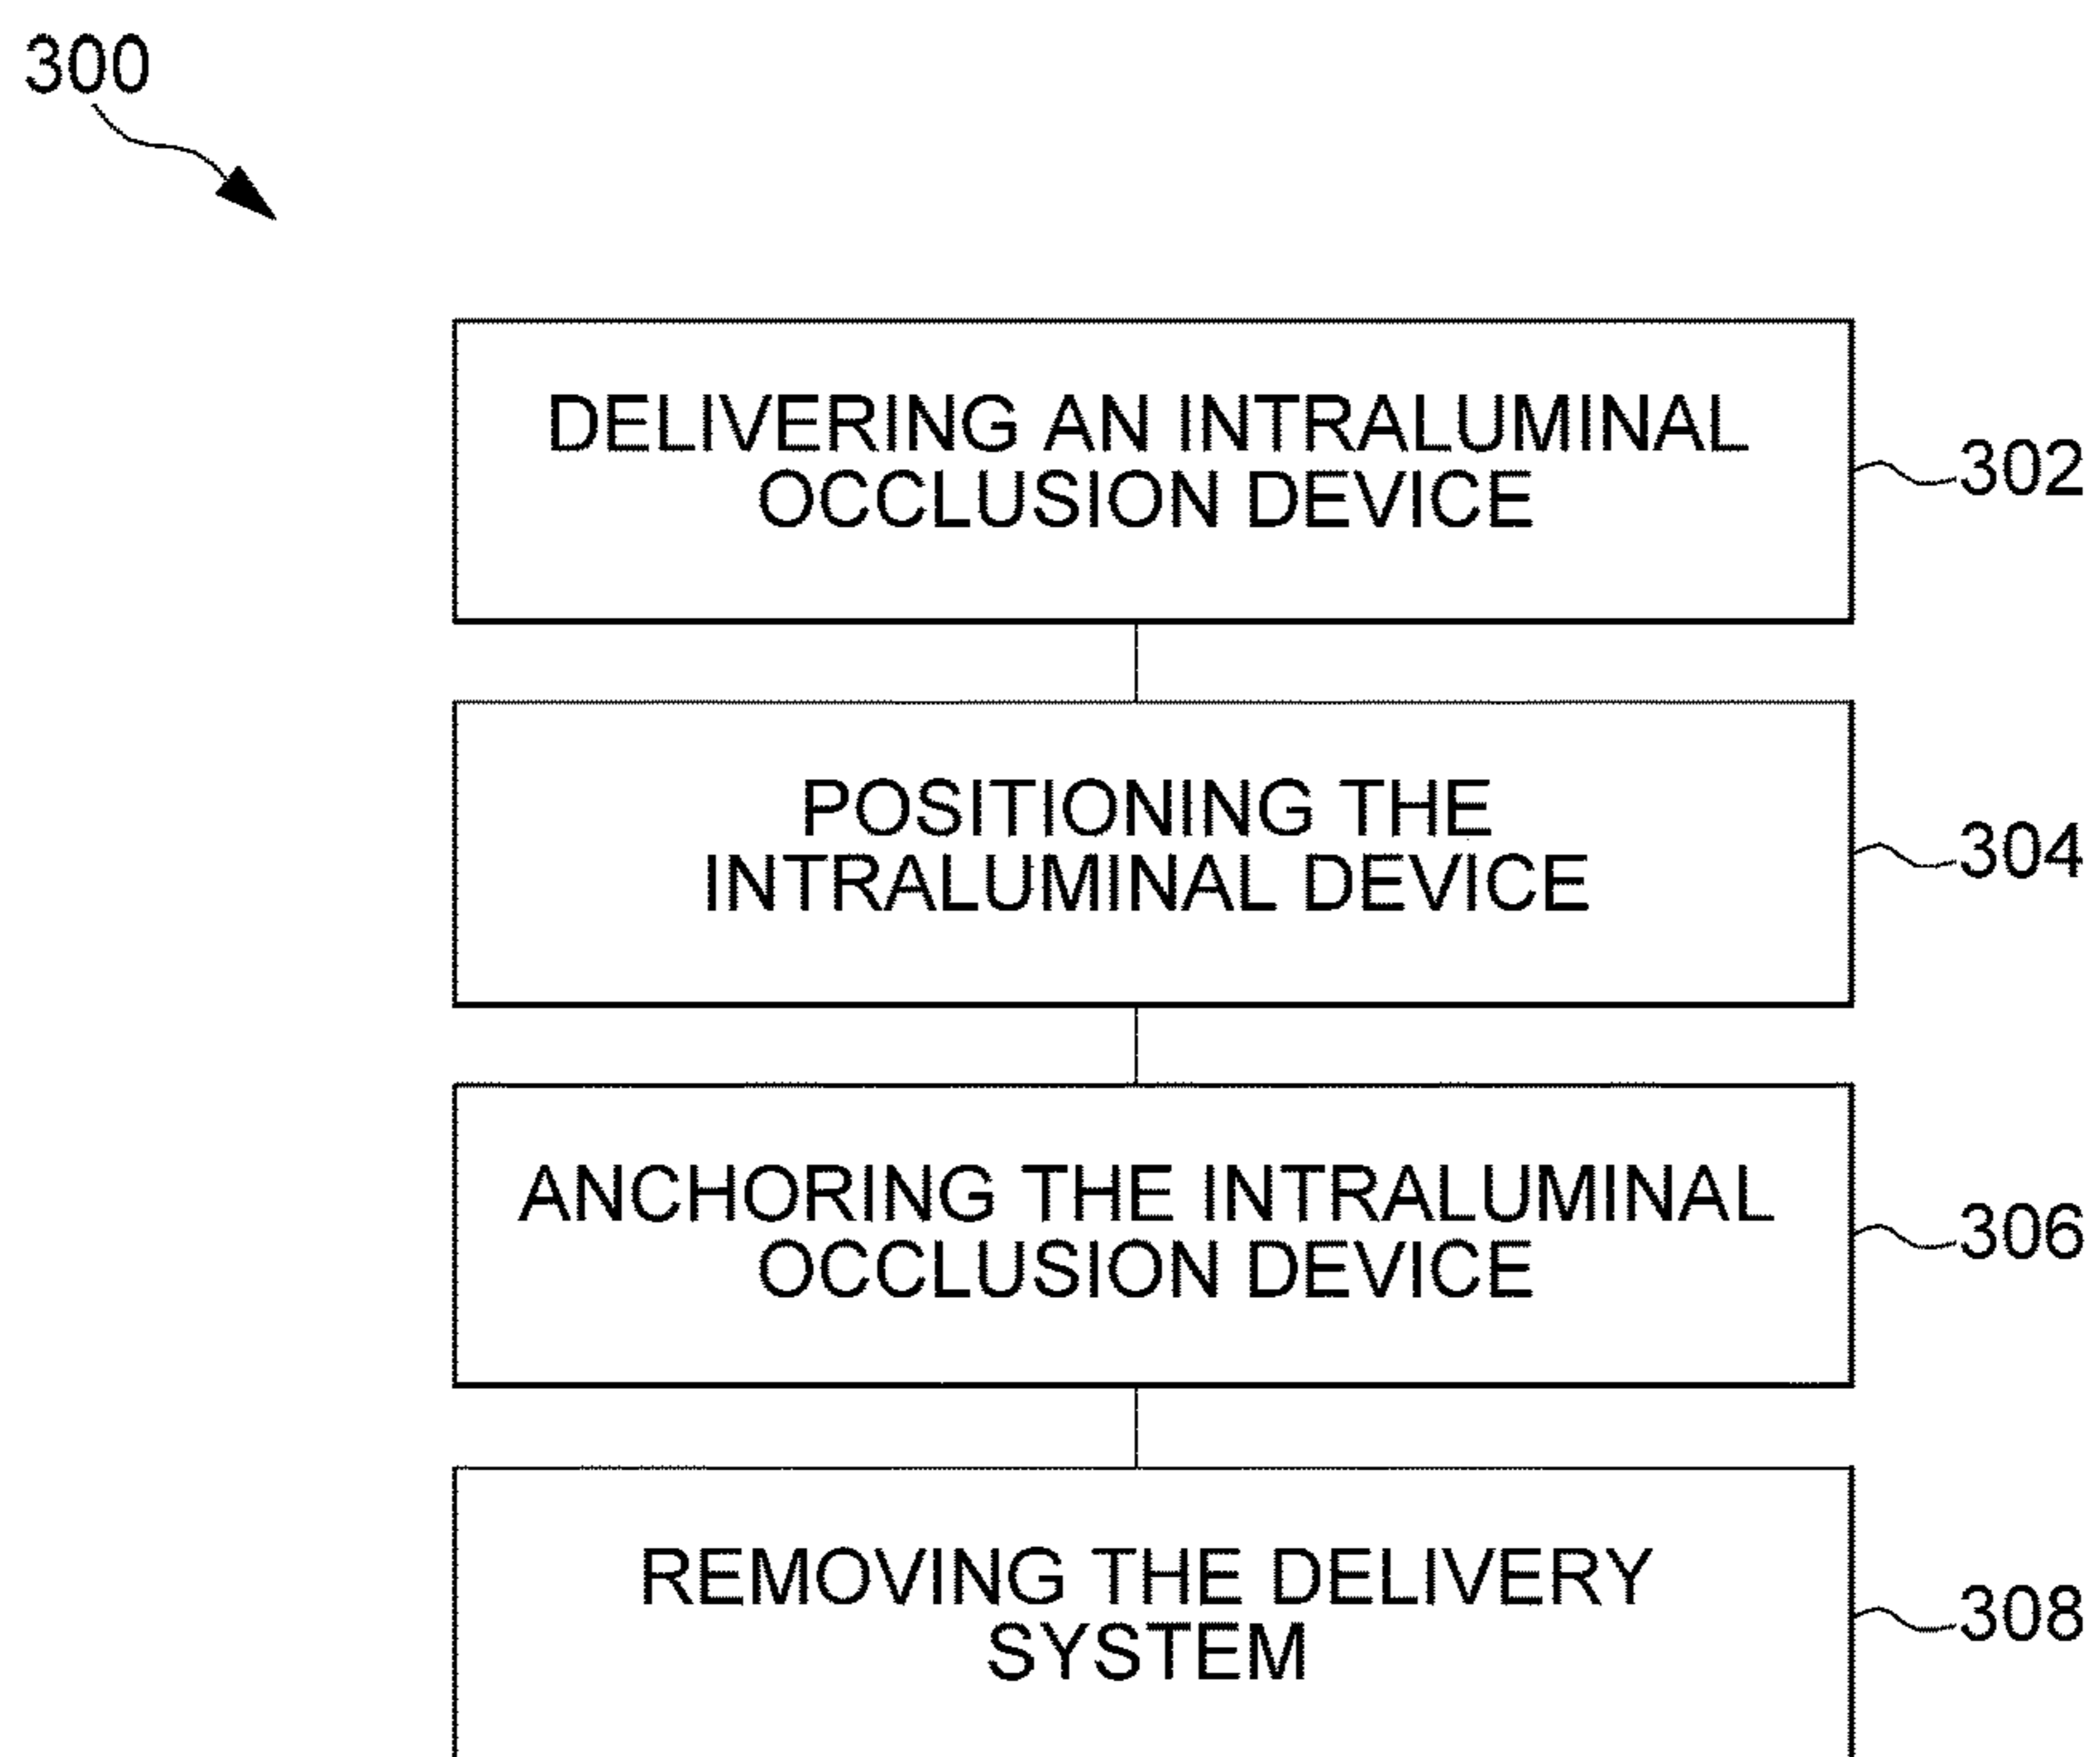 300
DELIVERING AN INTRALUMINAL
OCCLUSION DEVICE
302
POSITIONING THE
INTRALUMINAL DEVICE
304
ANCHORING THE INTRALUMINAL
OCCLUSION DEVICE
306
REMOVING THE DELIVERY
SYSTEM
308